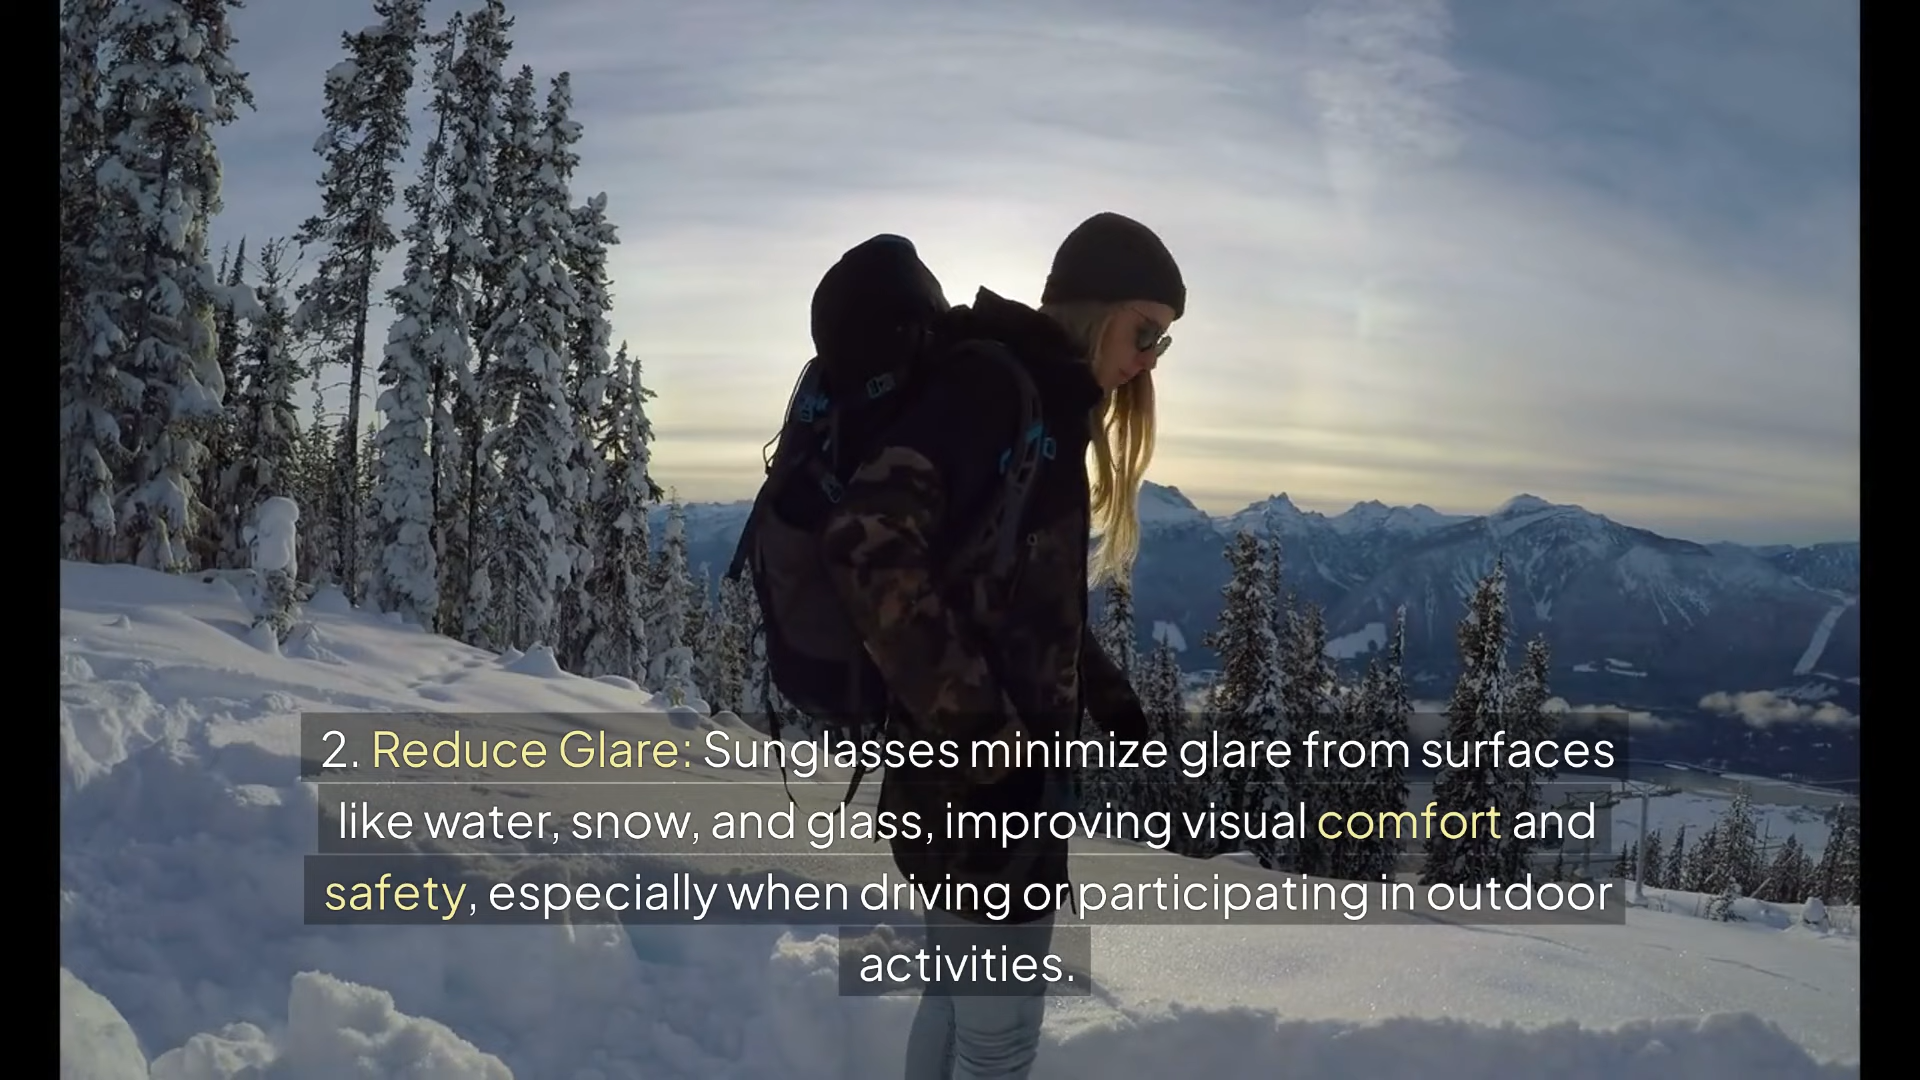 2. Reduce Glare: Sunglasses minimize glare from surfaces
like water, snow, and glass, improving visual comfort and
safety, especially when driving or participating in outdoor
activities.